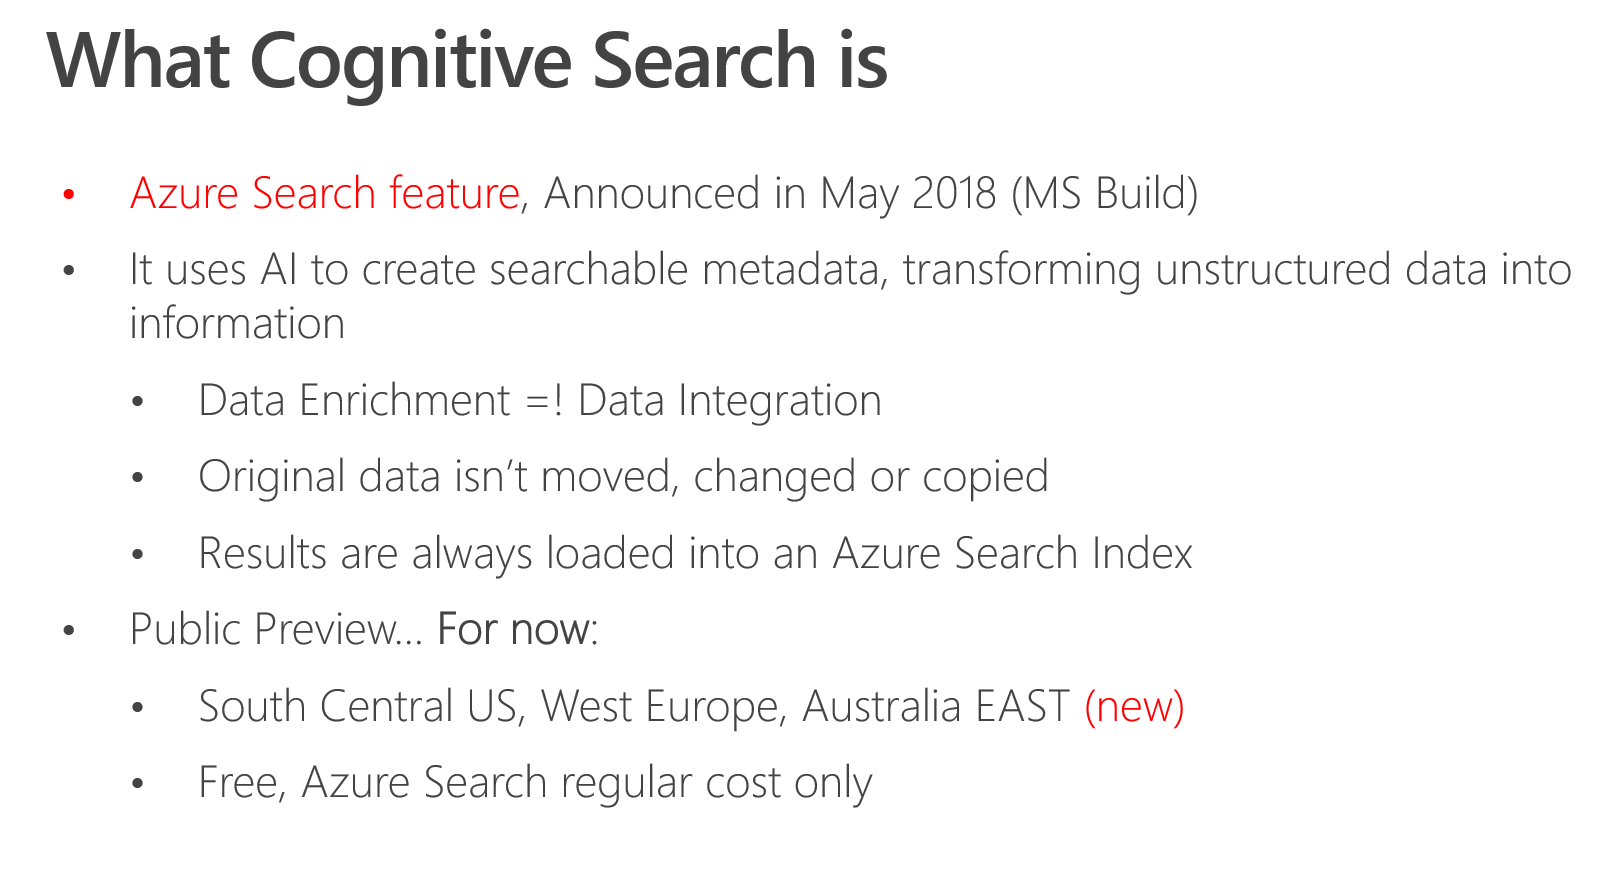 What Cognitive Search is
• Azure Search feature, Announced in May 2018 (MS Build)
• It uses AI to create searchable metadata, transforming unstructured data into
information
• Data Enrichment =! Data Integration
• Original data isn’t moved, changed or copied
• Results are always loaded into an Azure Search Index
• Public Preview… For now:
• South Central US, West Europe, Australia EAST (new)
• Free, Azure Search regular cost only